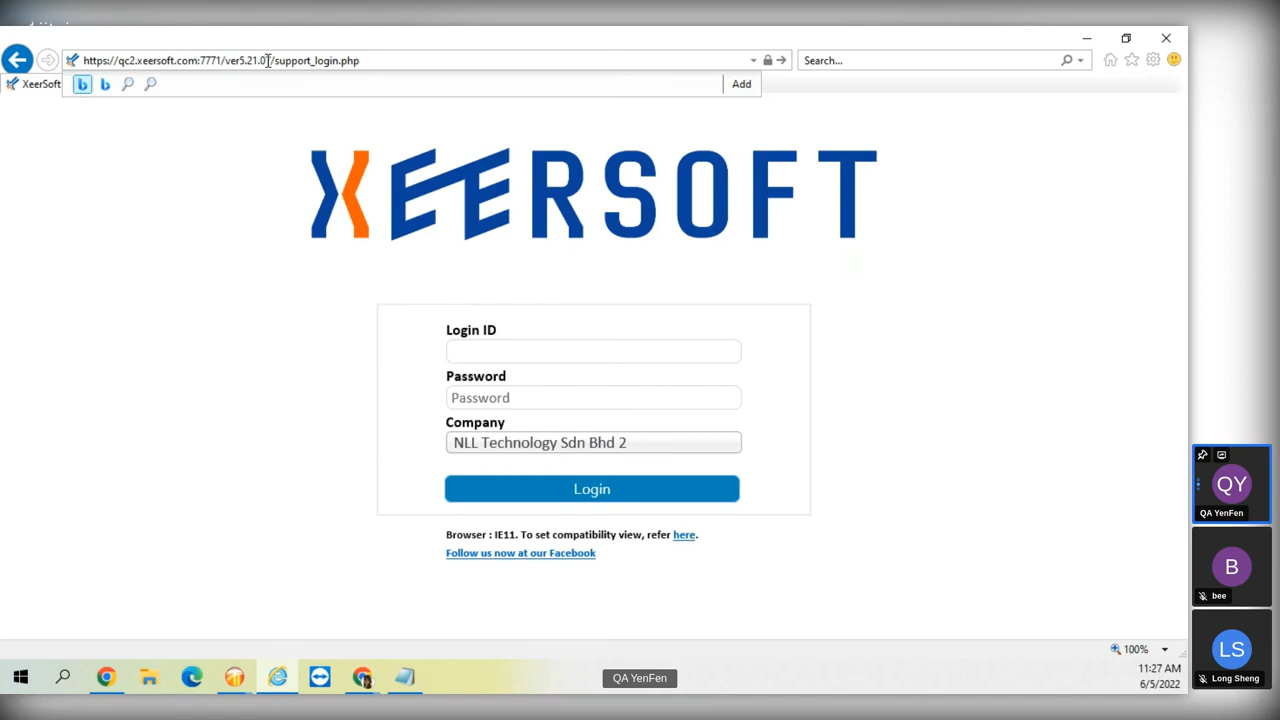 https://qc2.xeersoft.com:7771/ver5.21.0 /support_login.php
Search...
XeerSoft
Add
XEERSOFT
Login ID
Password
Password
Company
NLL Technology Sdn Bhd 2
Login
Browser : IE11. To set compatibility view, refer here.
Follow us now at our Facebook
100%
11:27 AM
6/5/2022
QA YenFen
QY
QA YenFen
B
bee
LS
Long Sheng